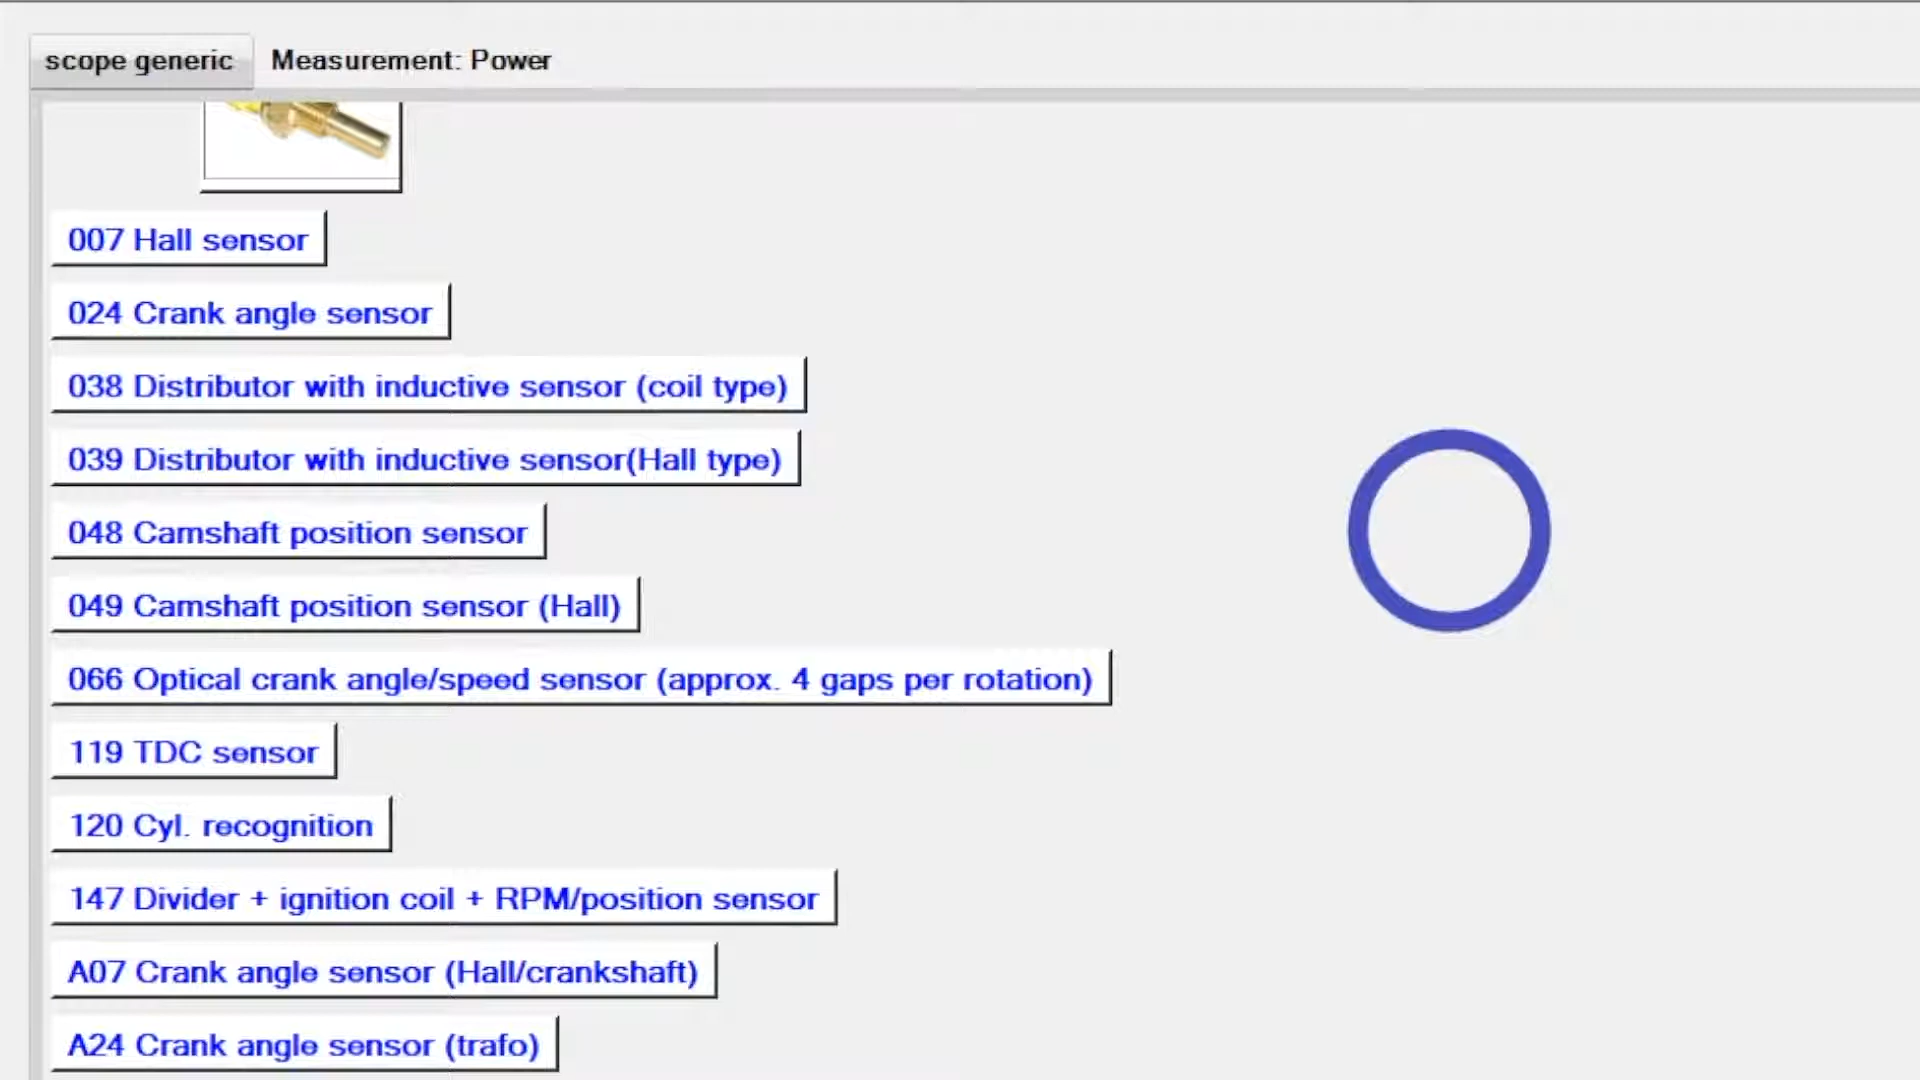 scope generic Measurement: Power
007 Hall sensor
024 Crank angle sensor
038 Distributor with inductive sensor (coil type)
039 Distributor with inductive sensor(Hall type)
048 Camshaft position sensor
049 Camshaft position sensor (Hall)
066 Optical crank angle/speed sensor (approx. 4 gaps per rotation)
119 TDC sensor
120 Cyl. recognition
147 Divider + ignition coil + RPM/position sensor
A07 Crank angle sensor (Hall/crankshaft)
A24 Crank angle sensor (trafo)